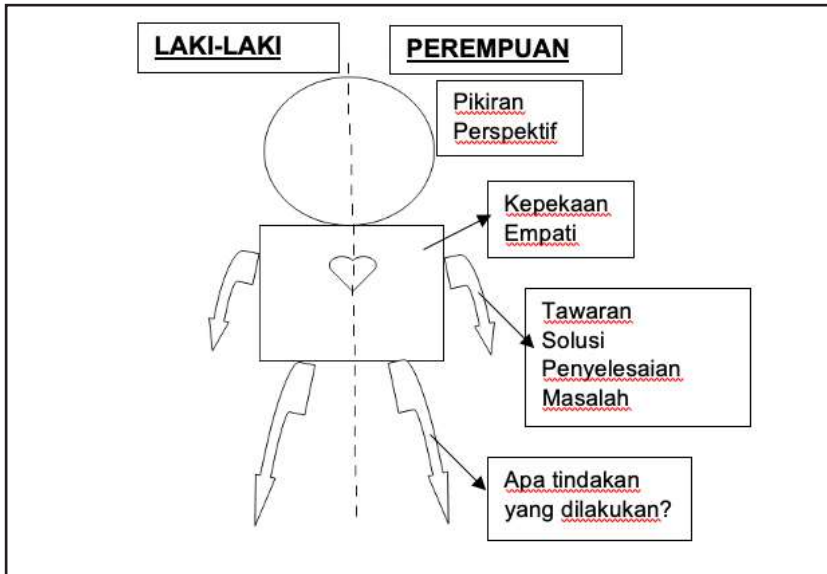 LAKI-LAKI
PEREMPUAN
Pikiran
Perspektif
Kepekaan
Empati
Tawaran
Solusi
Penyelesaian
Masalah
Apa tindakan
yang dilakukan?